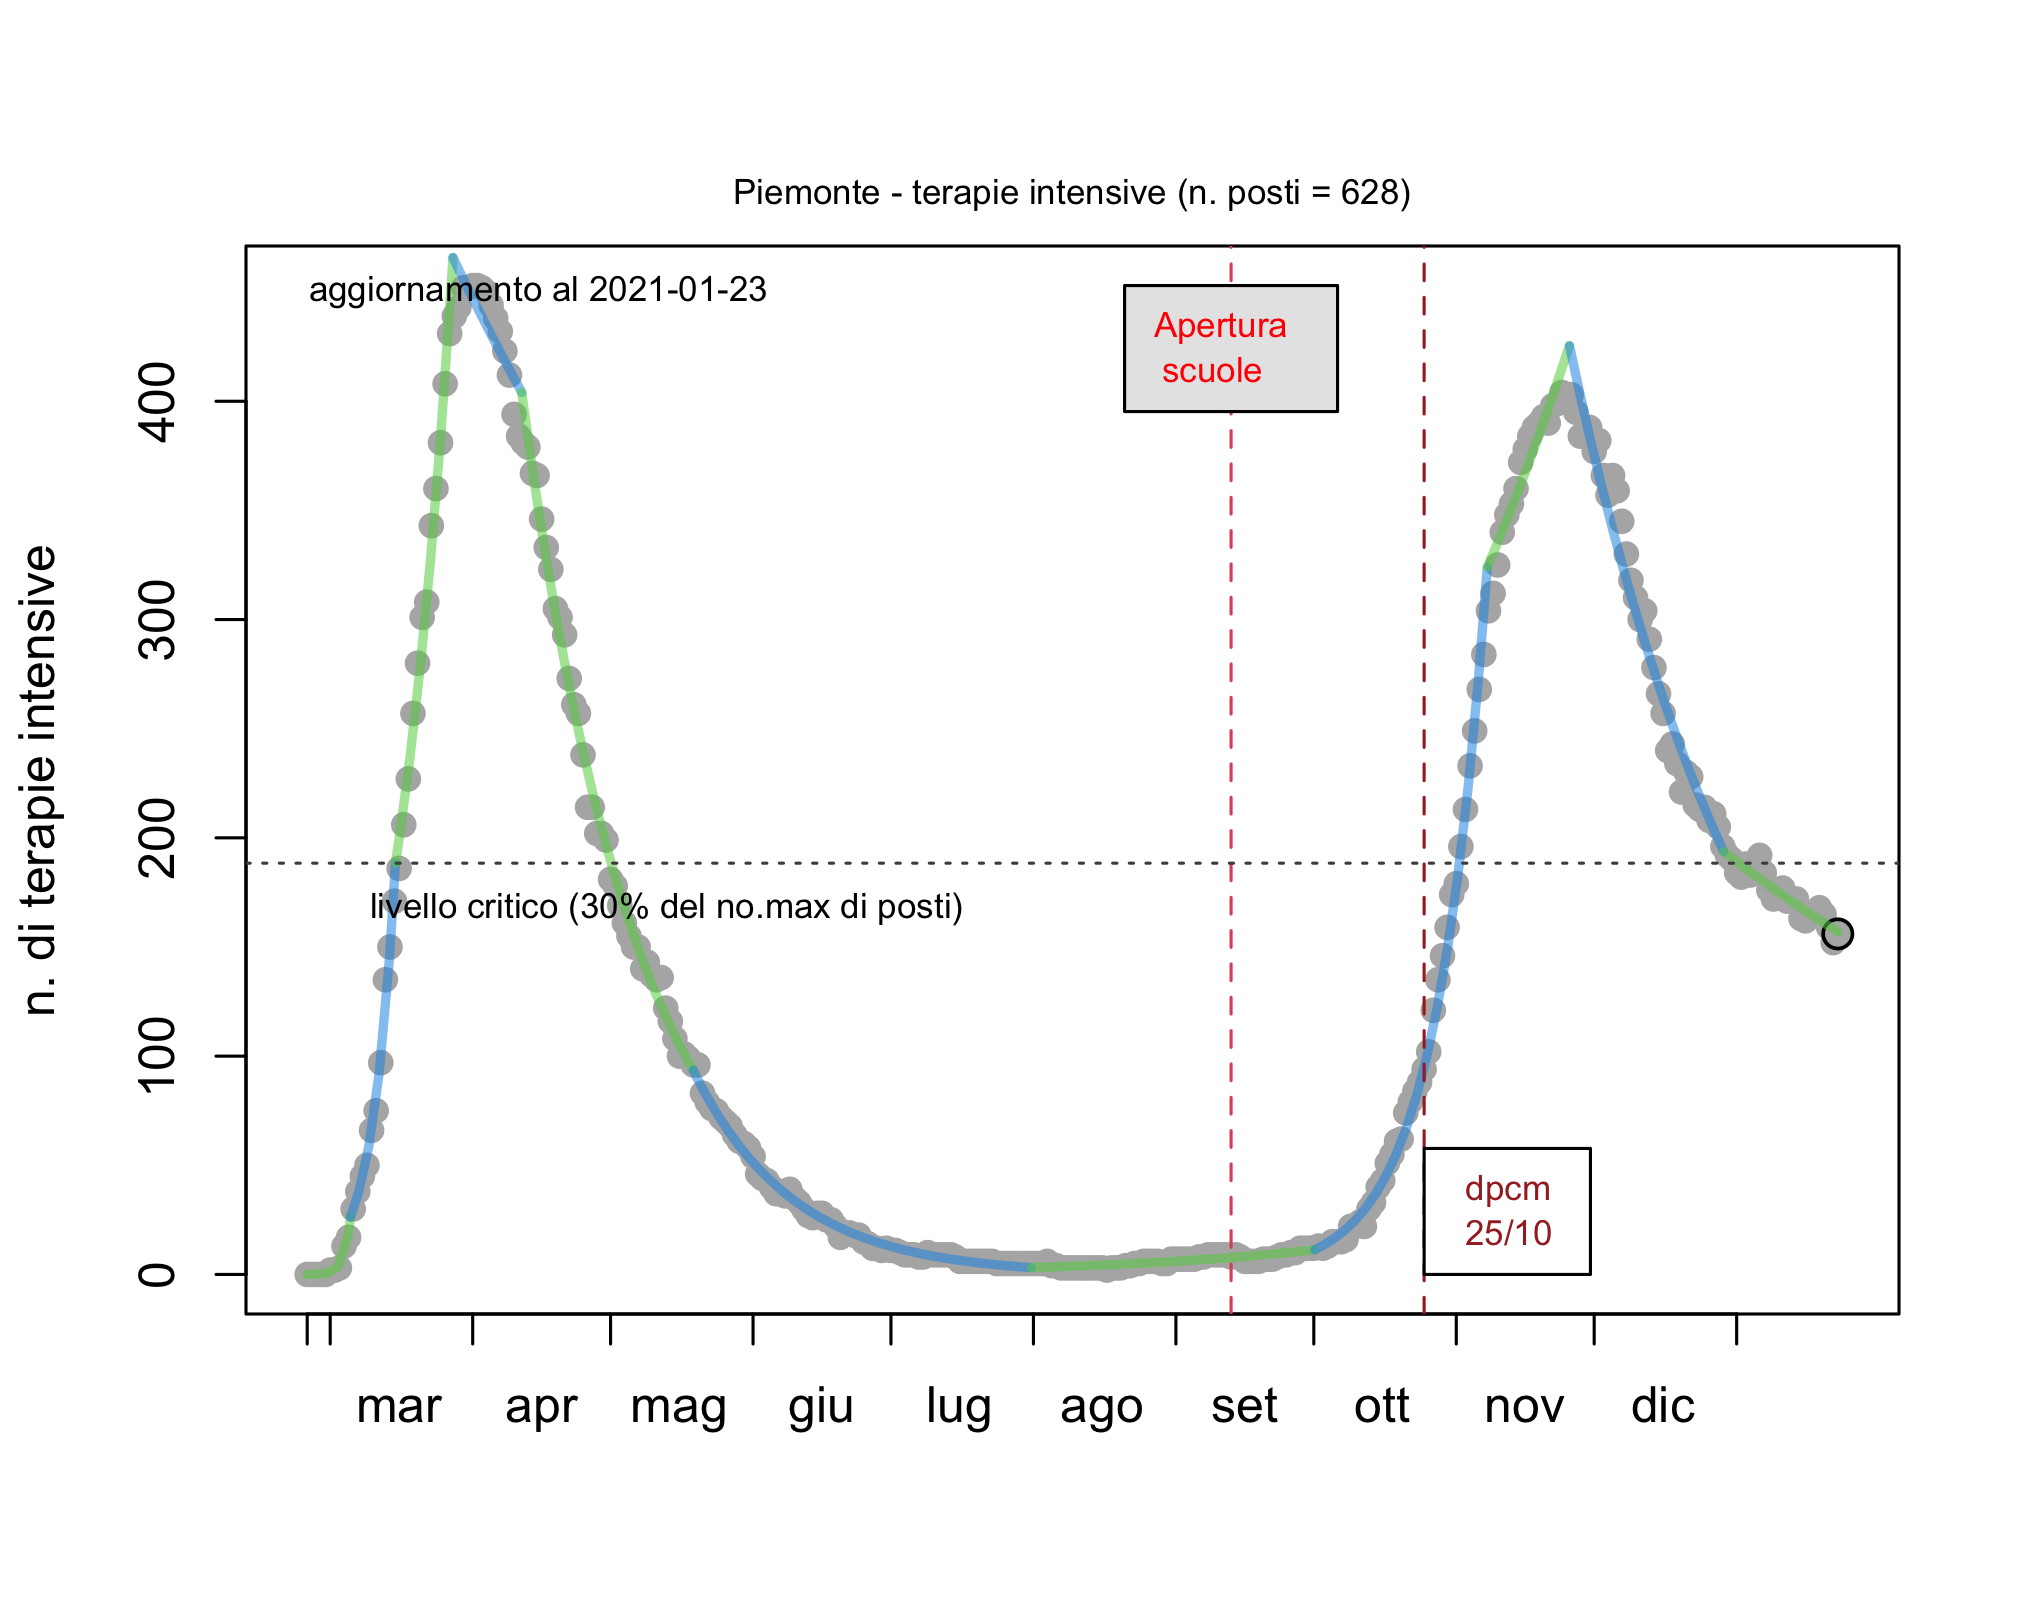 Piemonte - terapie intensive (n. posti = 628)
aggiornamento al 2021-01-23
Apertura
scuole
n. di terapie intensive
400
300
200
100
0
livello critico (30% del no.max di posti)
dpcm
25/10
mar apr mag giu lug ago set ott nov dic